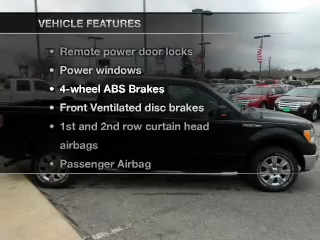 VEHICLE FEATURES
• Remote power door locks
• Power windows
• 4-wheel ABS Brakes
• Front Ventilated disc brakes
• 1st and 2nd row curtain head
airbags
• Passenger Airbag